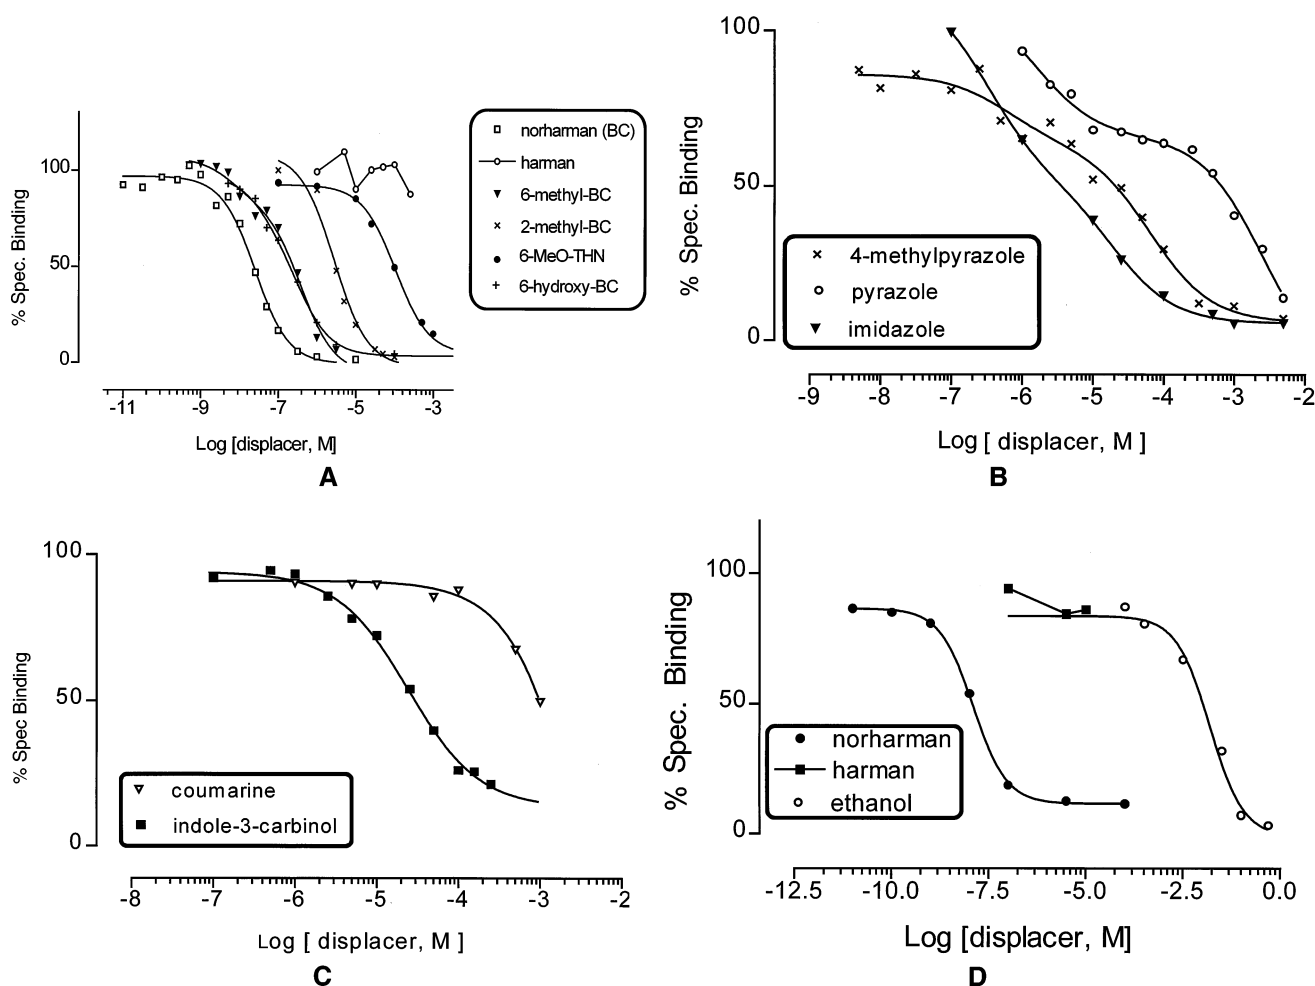 % Spec. Binding
100
50
0
-11 -9 -7 -5 -3
Log [displacer, M]
norharman (BC)
harman
6-methyl-BC
2-methyl-BC
6-MeO-THN
6-hydroxy-BC
A
% Spec. Binding
100
50
0
4-methylpyrazole
pyrazole
imidazole
-9 -8 -7 -6 -5 -4 -3 -2
Log [ displacer, M ]
B
% Spec Binding
100
50
0
coumarine
indole-3-carbinol
-8 -7 -6 -5 -4 -3 -2
Log [ displacer, M ]
C
% Spec. Binding
100
50
0
norharman
harman
ethanol
-12.5 -10.0 -7.5 -5.0 -2.5 0.0
Log [displacer, M]
D